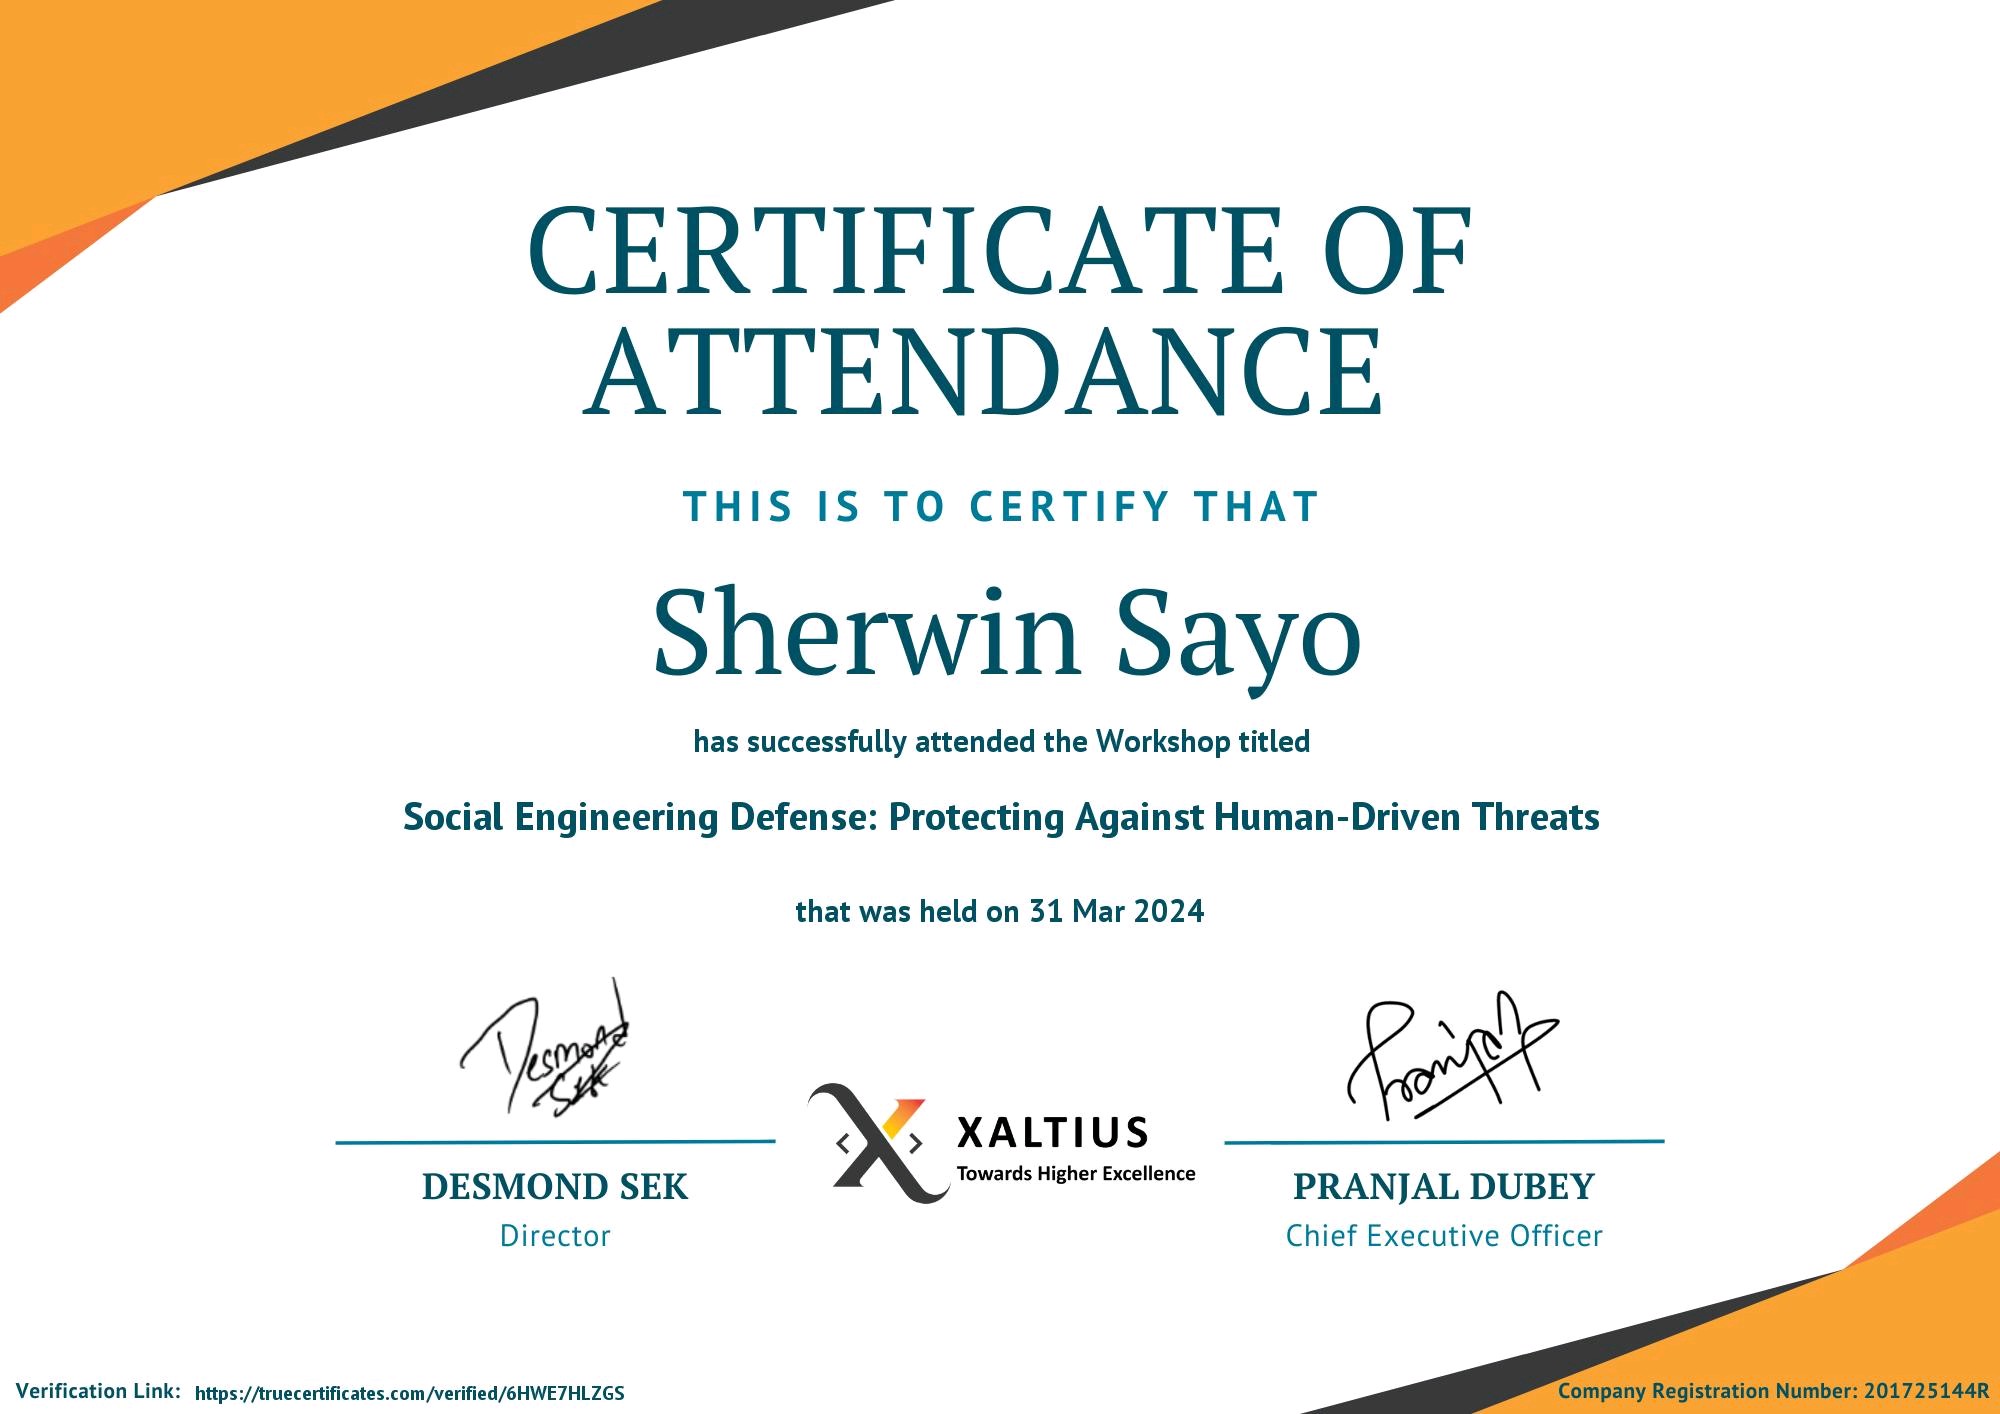 CERTIFICATE OF
ATTENDANCE
THIS IS TO CERTIFY THAT
Sherwin Sayo
has successfully attended the Workshop titled
Social Engineering Defense: Protecting Against Human-Driven Threats
that was held on 31 Mar 2024
Desmond
Sek
Pranjal
XALTIUS
Towards Higher Excellence
DESMOND SEK
Director
PRANJAL DUBEY
Chief Executive Officer
Verification Link: https://truecertificates.com/verified/6HWE7HLZGS
Company Registration Number: 201725144R